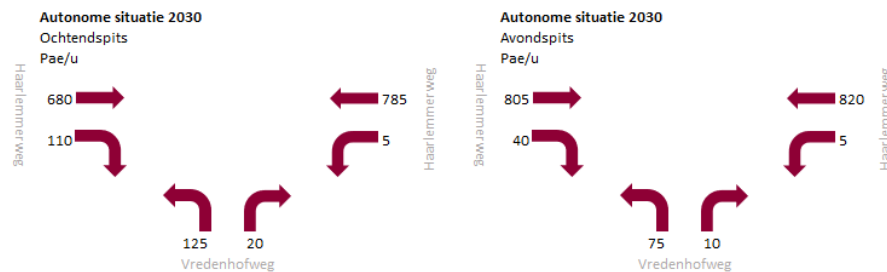 Autonome situatie 2030
Ochtendspits
Pae/u
Haarlemmerweg
680
785
110
5
Haarlemmerweg
125
20
Vredenhofweg
Autonome situatie 2030
Avondspits
Pae/u
Haarlemmerweg
805
820
40
5
Haarlemmerweg
75
10
Vredenhofweg